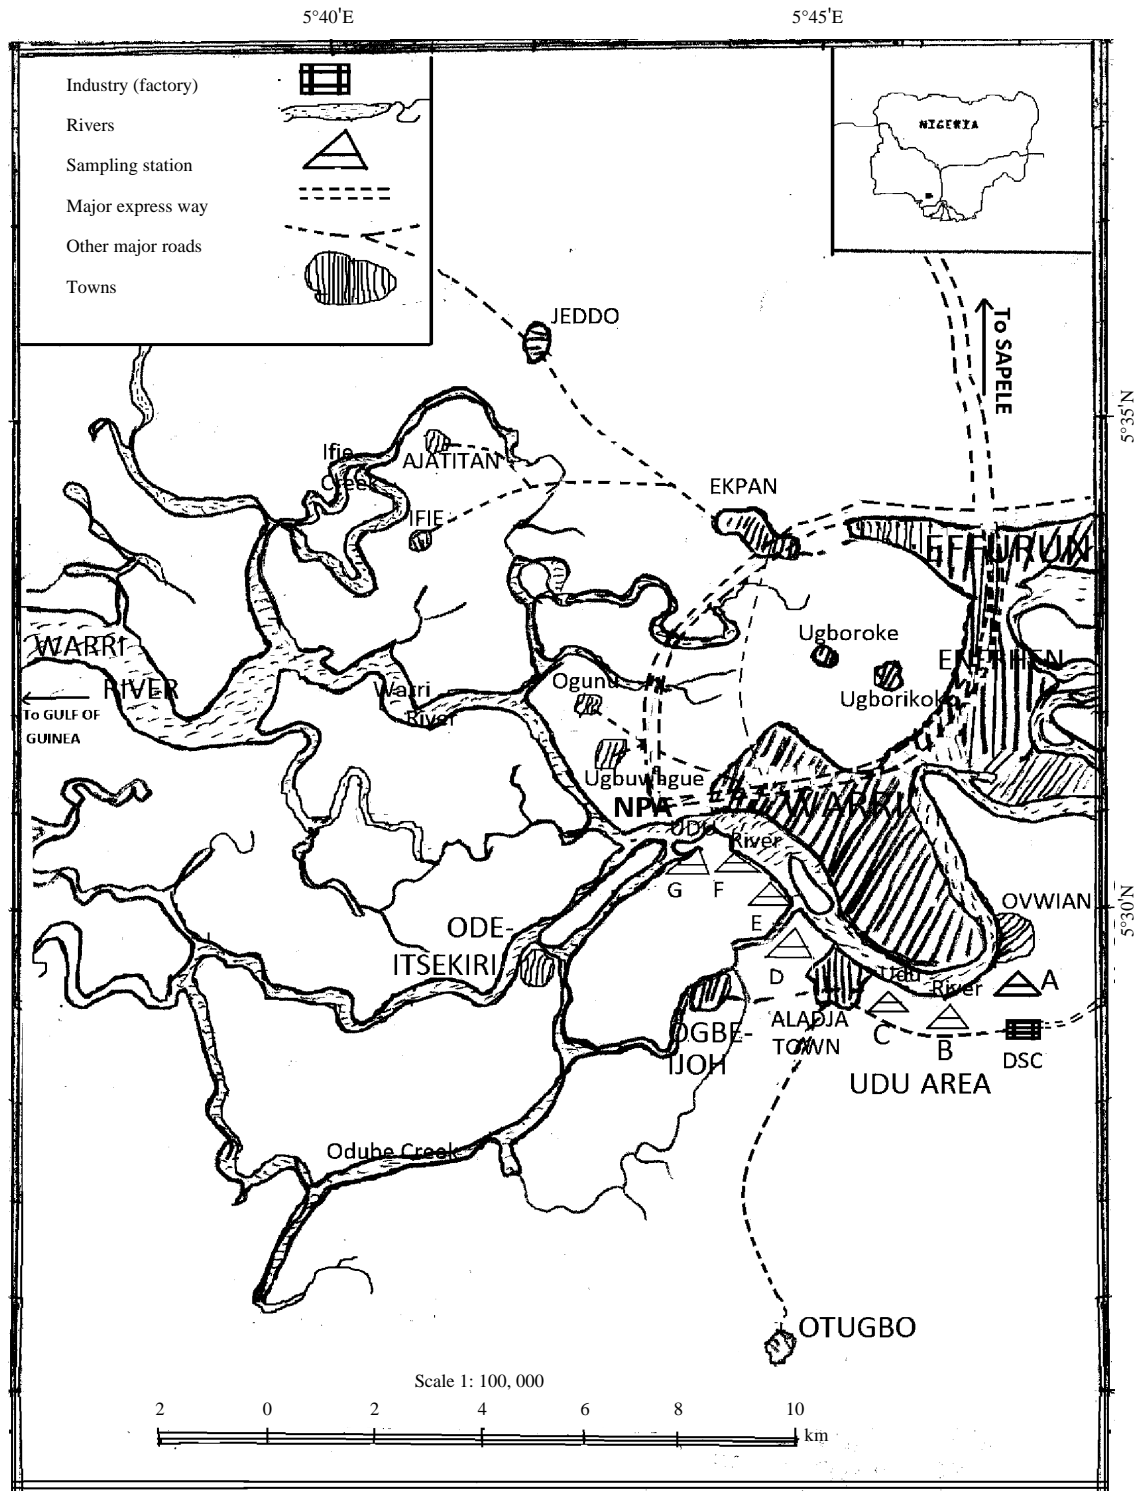 5°40'E
5°45'E
Industry (factory)
Rivers
Sampling station
Major express way
Other major roads
Towns
NIGERIA
To SAPELE
JEDDO
5°35'N
Ifie
Creek
AJATITAN
IFIE
EKPAN
EFFURUN
WARRI
RIVER
To GULF OF
GUINEA
Warri
River
Ogunu
Ugboroke
ENERHEN
Ugborikoko
Ugbuwague
NPA
WARRI
UDU
River
G
F
E
D
OVWIAN
5°30'N
ODE-
ITSEKIRI
Udu
River
A
OGBE-
IJOH
ALADJA
TOWN
C
B
DSC
UDU AREA
Odube Creek
OTUGBO
Scale 1: 100, 000
2 0 2 4 6 8 10
km